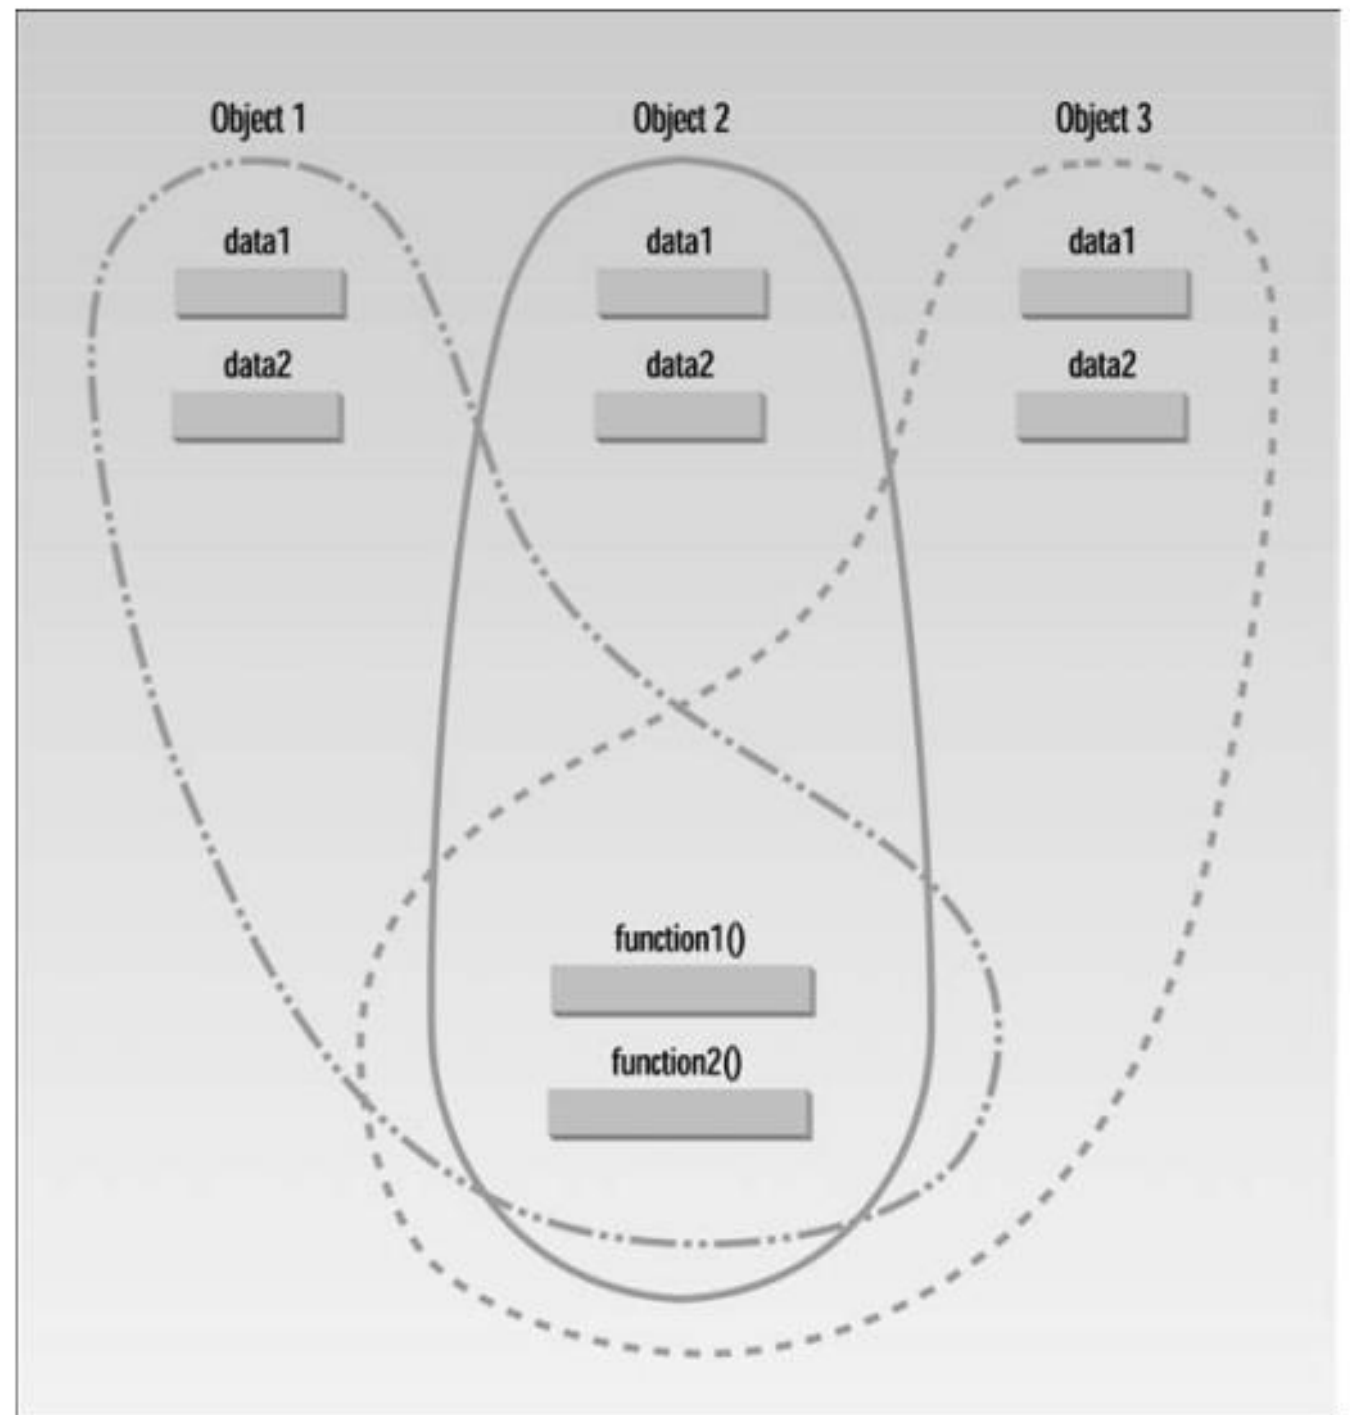 Object 1 Object 2 Object 3
data1 data1 data1
data2 data2 data2
function1()
function2()